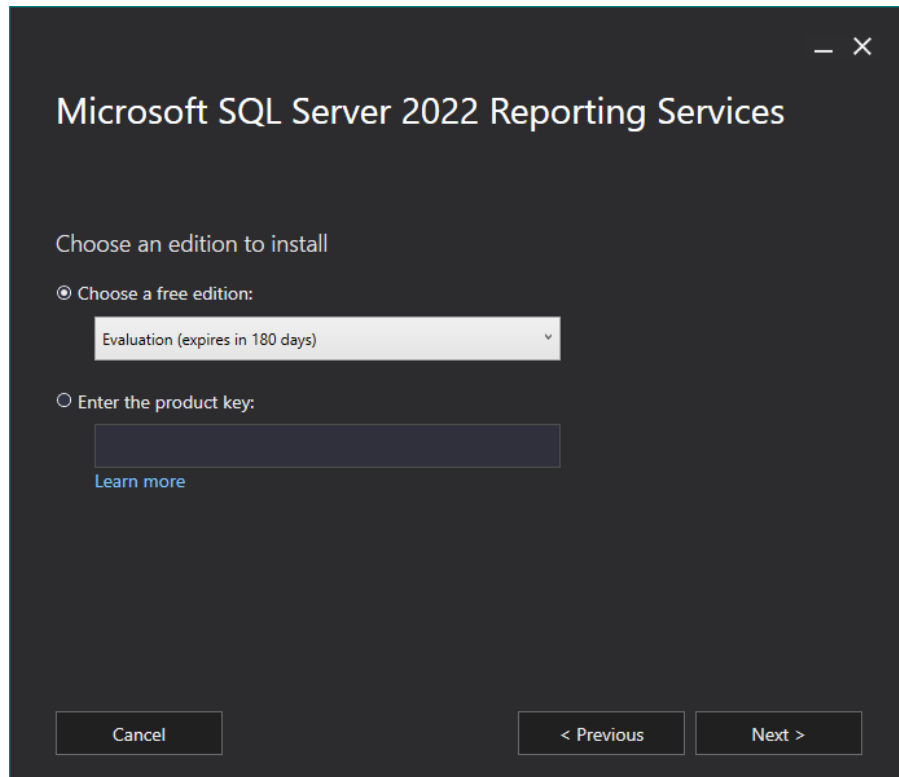 Microsoft SQL Server 2022 Reporting Services
Choose an edition to install
Choose a free edition:
Evaluation (expires in 180 days)
Enter the product key:
Learn more
Cancel
< Previous
Next >